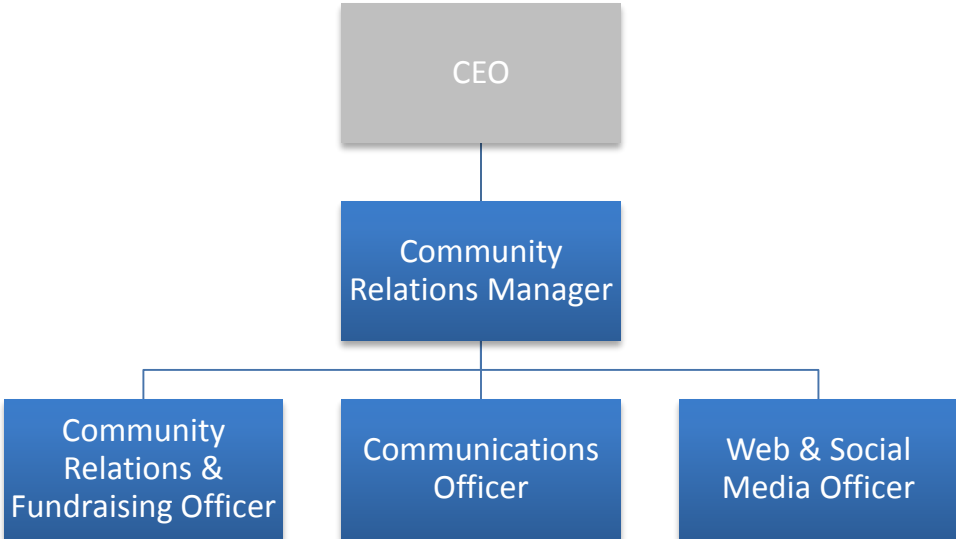 CEO
Community
Relations Manager
Community
Relations &
Fundraising Officer
Communications
Officer
Web & Social
Media Officer